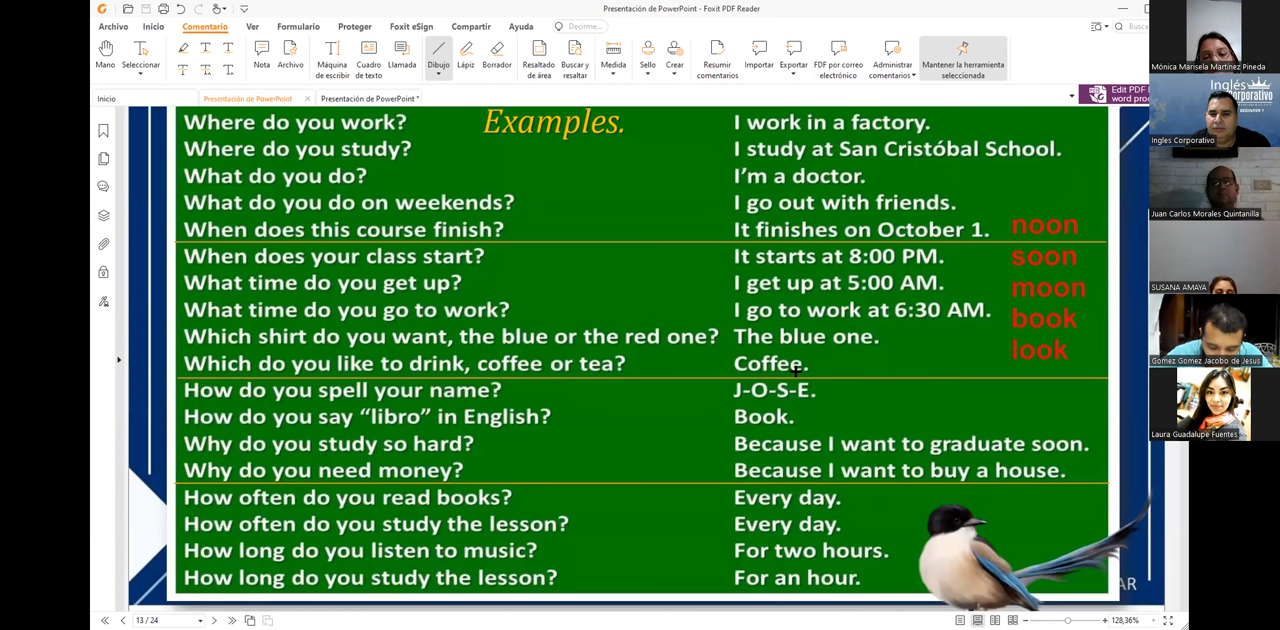 Presentación de PowerPoint - Foxit PDF Reader
Archivo Inicio Comentario Ver Formulario Proteger Foxit eSign Compartir Ayuda Decirme... Busca
Mano Seleccionar Nota Archivo Máquina de escribir Cuadro de texto Llamada Dibujo Lápiz Borrador Resaltado de área Buscar y resaltar Medida Sello Crear Resumir comentarios Importar Exportar PDF por correo electrónico Administrar comentarios Mantener la herramienta seleccionada
Inicio Presentación de PowerPoint Presentación de PowerPoint * Edit PDF word proc
Examples.
Where do you work? I work in a factory.
Where do you study? I study at San Cristóbal School.
What do you do? I'm a doctor.
What do you do on weekends? I go out with friends.
When does this course finish? It finishes on October 1. noon
When does your class start? It starts at 8:00 PM. soon
What time do you get up? I get up at 5:00 AM. moon
What time do you go to work? I go to work at 6:30 AM. book
Which shirt do you want, the blue or the red one? The blue one. look
Which do you like to drink, coffee or tea? Coffee.
How do you spell your name? J-O-S-E.
How do you say “libro” in English? Book.
Why do you study so hard? Because I want to graduate soon.
Why do you need money? Because I want to buy a house.
How often do you read books? Every day.
How often do you study the lesson? Every day.
How long do you listen to music? For two hours.
How long do you study the lesson? For an hour.
AR
13 / 24 128,36%
Mónica Marisela Martínez Pineda
Inglés
Corporativo
Ingles Corporativo
Juan Carlos Morales Quintanilla
SUSANA AMAYA
Gomez Gomez Jacobo de Jesus
Laura Guadalupe Fuentes